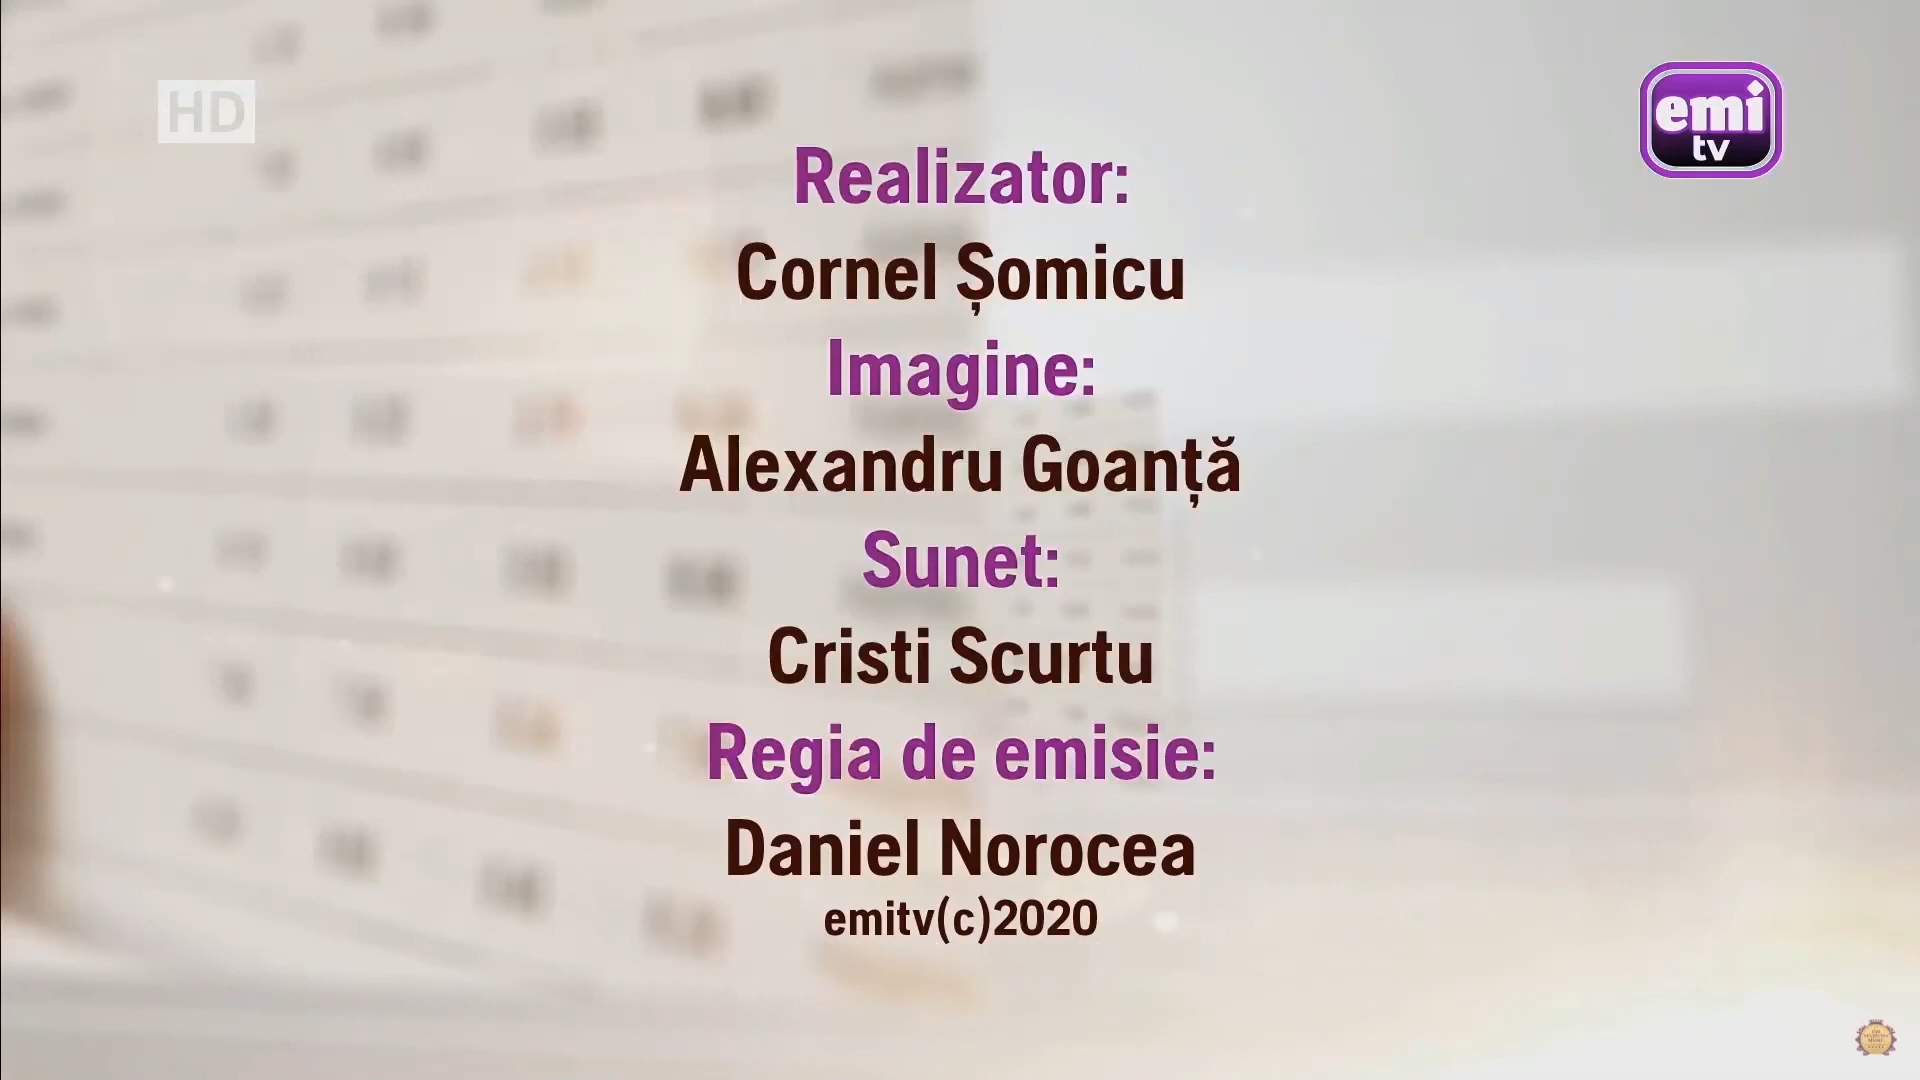 HD
emi
tv
Realizator:
Cornel Șomicu
Imagine:
Alexandru Goanță
Sunet:
Cristi Scurtu
Regia de emisie:
Daniel Norocea
emitv(c)2020